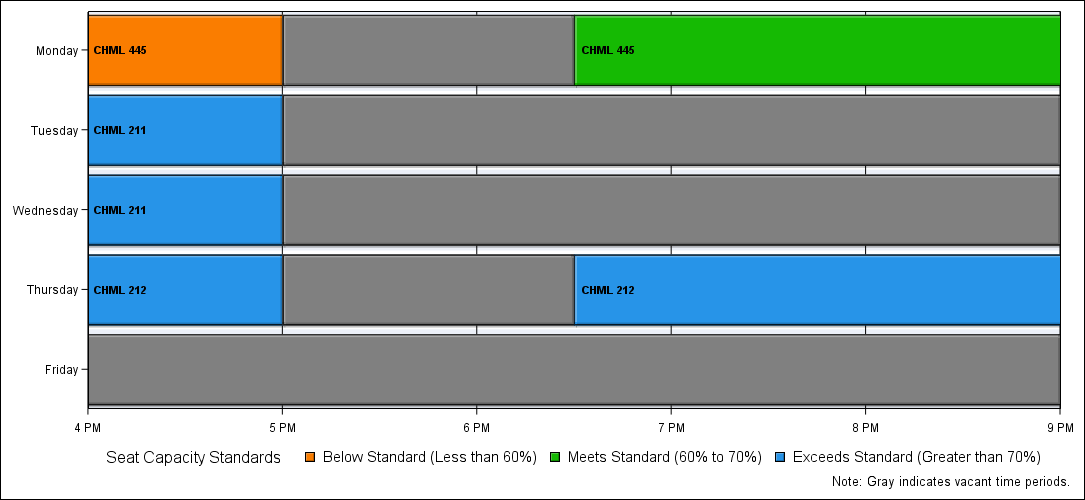 Monday
CHML 445
CHML 445
Tuesday
CHML 211
Wednesday
CHML 211
Thursday
CHML 212
CHML 212
Friday
4 PM 5 PM 6 PM 7 PM 8 PM 9 PM
Seat Capacity Standards Below Standard (Less than 60%) Meets Standard (60% to 70%) Exceeds Standard (Greater than 70%)
Note: Gray indicates vacant time periods.